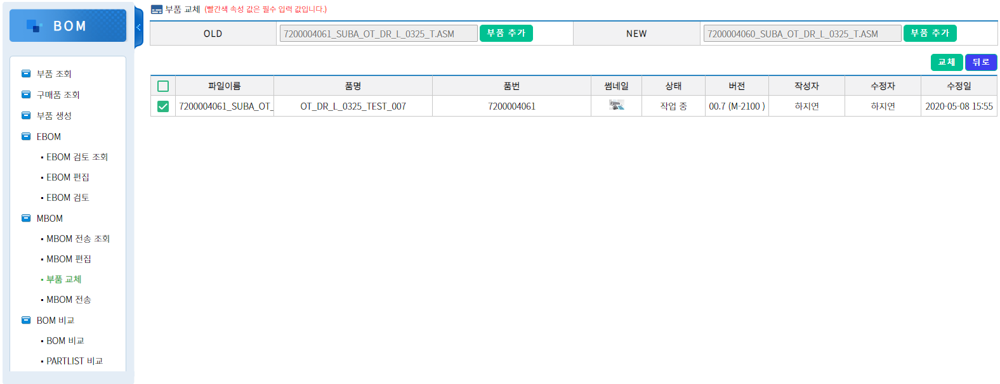 BOM
부품 조회
구매품 조회
부품 생성
EBOM
EBOM 검토 조회
EBOM 편집
EBOM 검토
MBOM
MBOM 전송 조회
MBOM 편집
부품 교체
MBOM 전송
BOM 비교
BOM 비교
PARTLIST 비교
부품 교체 (빨간색 속성 값은 필수 입력 값입니다.)
OLD 7200004061_SUBA_OT_DR_L_0325_T.ASM 부품 추가 NEW 7200004060_SUBA_OT_DR_L_0325_T.ASM 부품 추가
교체 뒤로
파일이름 품명 품번 썸네일 상태 버전 작성자 수정자 수정일
7200004061_SUBA_OT_ OT_DR_L_0325_TEST_007 7200004061 작업 중 00.7 (M-2100 ) 하지연 하지연 2020-05-08 15:55